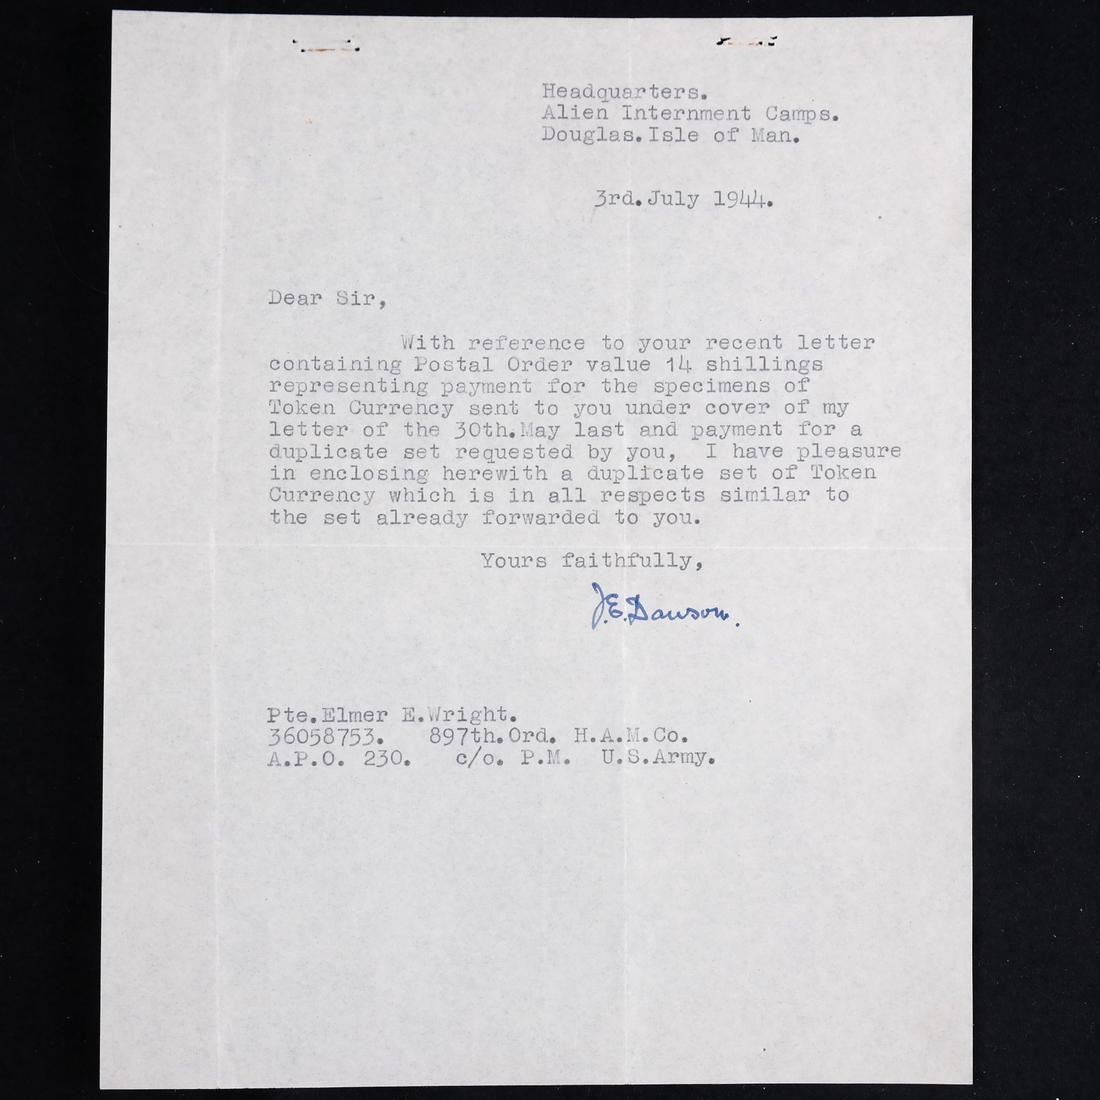 Headquarters.
Alien Internment Camps.
Douglas.Isle of Man.
3rd.July 1944.
Dear Sir,
With reference to your recent letter
containing Postal Order value 14 shillings
representing payment for the specimens of
Token Currency sent to you under cover of my
letter of the 30th.May last and payment for a
duplicate set requested by you, I have pleasure
in enclosing herewith a duplicate set of Token
Currency which is in all respects similar to
the set already forwarded to you.
Yours faithfully,
J.E.Dawson.
Pte.Elmer E.Wright.
36058753. 897th.Ord. H.A.M.Co.
A.P.O. 230. c/o. P.M. U.S.Army.